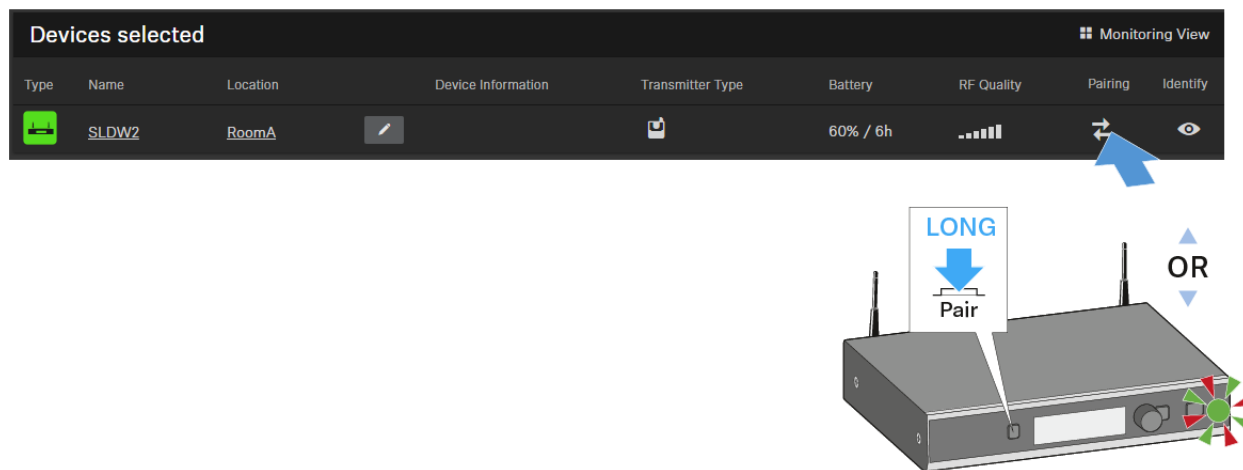 Devices selected
Monitoring View
Type Name Location Device Information Transmitter Type Battery RF Quality Pairing Identify
SLDW2 RoomA 60% / 6h
LONG
Pair
OR